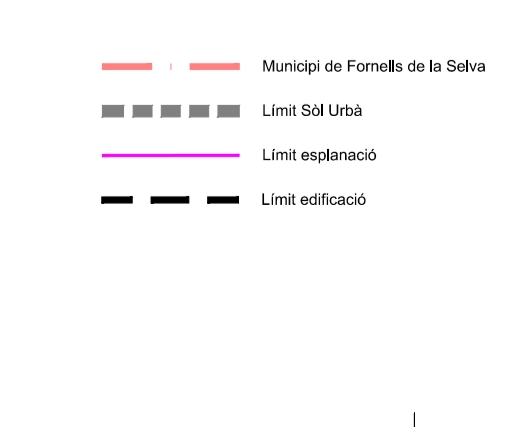 Municipi de Fornells de la Selva
Límit Sòl Urbà
Límit esplanació
Límit edificació